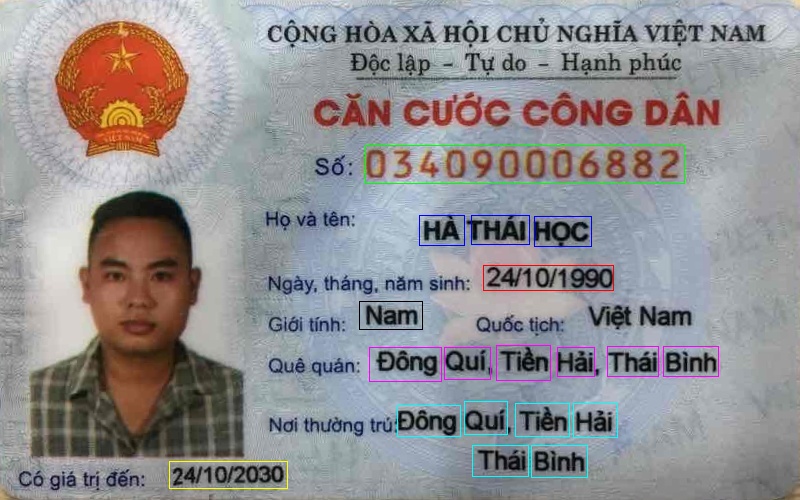 CỘNG HÒA XÃ HỘI CHỦ NGHĨA VIỆT NAM
Độc lập - Tự do - Hạnh phúc
CĂN CƯỚC CÔNG DÂN
Số: 034090006882
Họ và tên: HÀ THÁI HỌC
Ngày, tháng, năm sinh: 24/10/1990
Giới tính: Nam Quốc tịch: Việt Nam
Quê quán: Đông Quí, Tiền Hải, Thái Bình
Nơi thường trú: Đông Quí, Tiền Hải
Thái Bình
Có giá trị đến: 24/10/2030